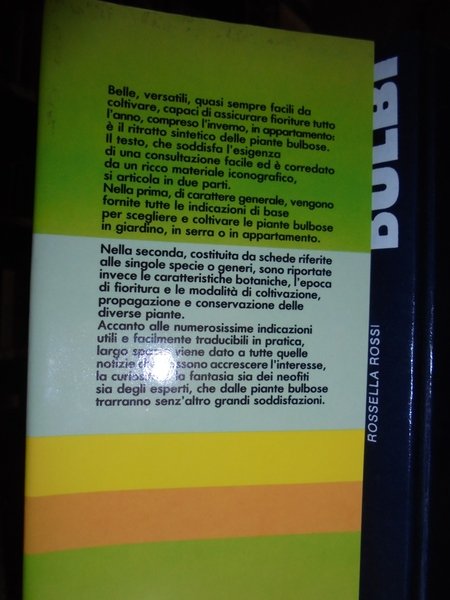 Belle, versatili, quasi sempre facili da
coltivare, capaci di assicurare fioriture tutto
l'anno, compreso l'inverno, in appartamento:
è il ritratto sintetico delle piante bulbose.
Il testo, che soddisfa l'esigenza
di una consultazione facile ed è corredato
da un ricco materiale iconografico,
si articola in due parti.
Nella prima, di carattere generale, vengono
fornite tutte le indicazioni di base
per scegliere e coltivare le piante bulbose
in giardino, in serra o in appartamento.
Nella seconda, costituita da schede riferite
alle singole specie o generi, sono riportate
invece le caratteristiche botaniche, l'epoca
di fioritura e le modalità di coltivazione,
propagazione e conservazione delle
diverse piante.
Accanto alle numerosissime indicazioni
utili e facilmente traducibili in pratica,
largo viene dato a tutte quelle
notizie accrescere l'interesse,
la fantasia sia dei neofiti
sia degli esperti, che dalle piante bulbose
trarranno senz'altro grandi soddisfazioni.
BULBI
ROSSELLA ROSSI